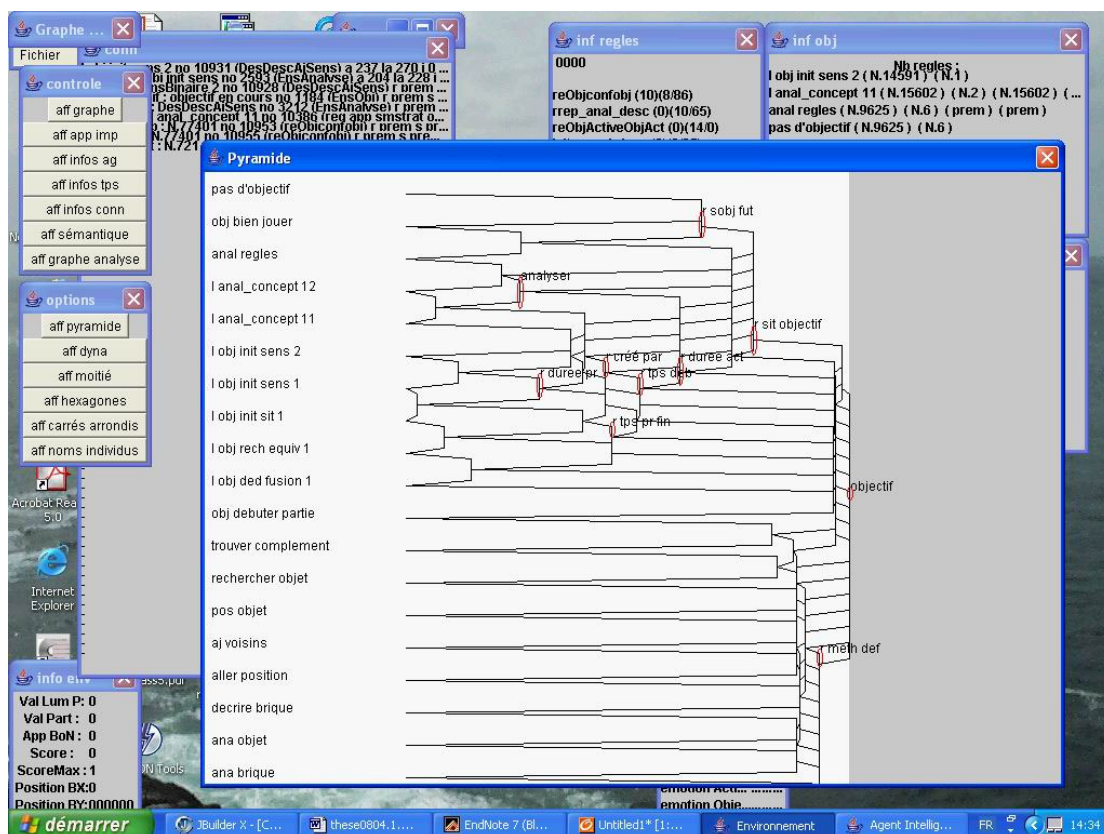 Graphe ...
Fichier
controle
aff graphe
aff app imp
aff infos ag
aff infos tps
aff infos conn
aff sémantique
aff graphe analyse
options
aff pyramide
aff dyna
aff moitié
aff hexagones
aff carrés arrondis
aff noms individus
Acrobat Rea
5.0
Internet
Explorer
info env
Val Lum P: 0
Val Part : 0
App BoN : 0
Score : 0
ScoreMax : 1
Position BX:0
Position BY:000000
inf regles
0000
reObjconfobj (10)(8/86)
rrep_anal_desc (0)(10/65)
reObjActiveObjAct (0)(14/0)
inf obj
Nb regles :
l obj init sens 2 ( N.14591) ( N.1 )
l anal_concept 11 ( N.15602 ) ( N.2 ) ( N.15602 ) ( ...
anal regles ( N.9625 ) ( N.6 ) ( prem ) ( prem )
pas d'objectif ( N.9625 ) ( N.6 )
Pyramide
pas d'objectif
obj bien jouer
anal regles
l anal_concept 12
l anal_concept 11
l obj init sens 2
l obj init sens 1
l obj init sit 1
l obj rech equiv 1
l obj ded fusion 1
obj debuter partie
trouver complement
rechercher objet
pos objet
aj voisins
aller position
decrire brique
ana objet
ana brique
r sobj fut
analyser
r sit objectif
r créé par
r duree act
r duree pr
r tps deb
r tps pr fin
objectif
r meth def
démarrer
JBuilder X - [C...
these0804.1....
EndNote 7 (Bl...
Untitled1* [1:...
Environnement
Agent Intellig...
FR
14:34